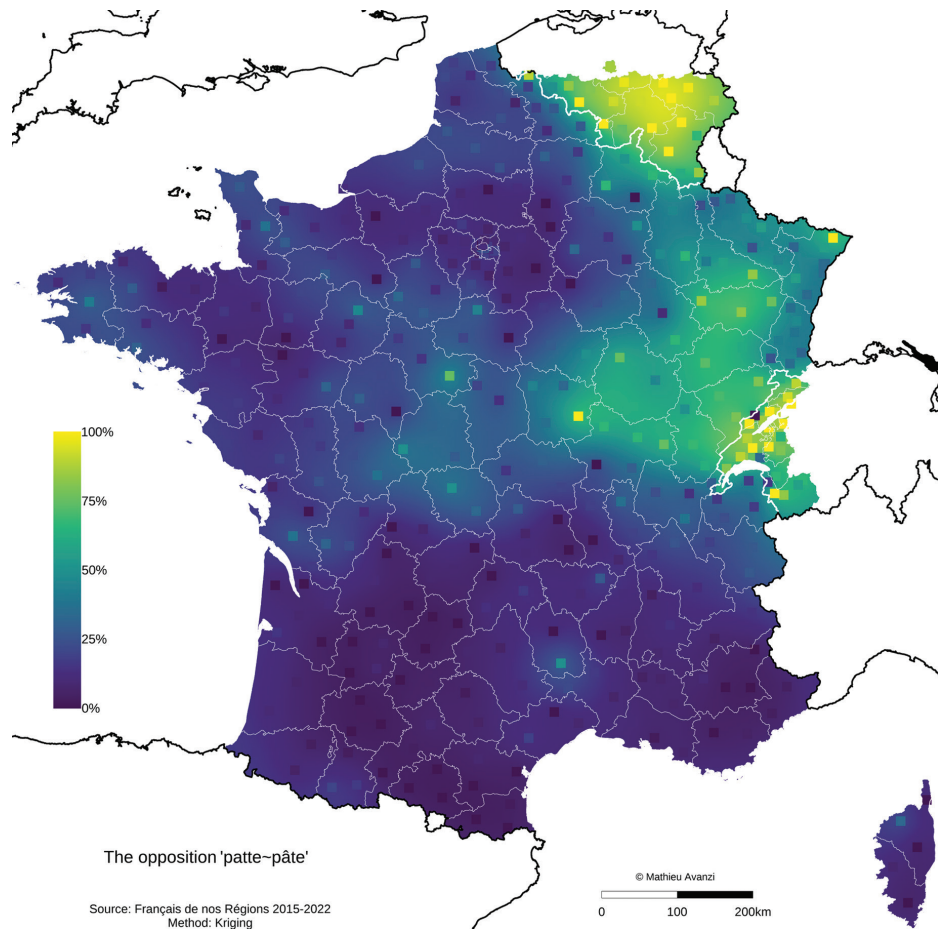 100%
75%
50%
25%
0%
The opposition 'patte~pâte'
Source: Français de nos Régions 2015-2022
Method: Kriging
© Mathieu Avanzi
0 100 200km